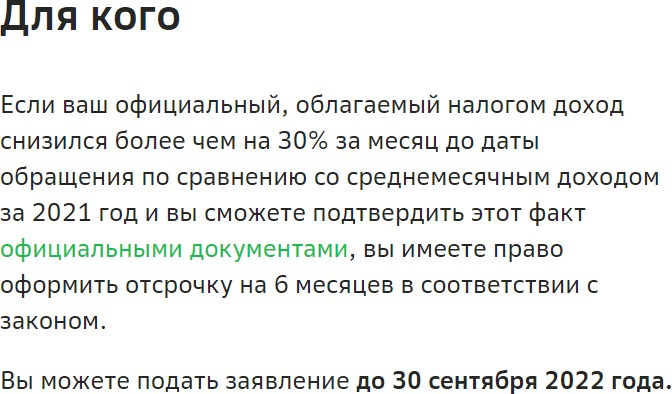 Для кого
Если ваш официальный, облагаемый налогом доход
снизился более чем на 30% за месяц до даты
обращения по сравнению со среднемесячным доходом
за 2021 год и вы сможете подтвердить этот факт
официальными документами, вы имеете право
оформить отсрочку на 6 месяцев в соответствии с
законом.
Вы можете подать заявление до 30 сентября 2022 года.